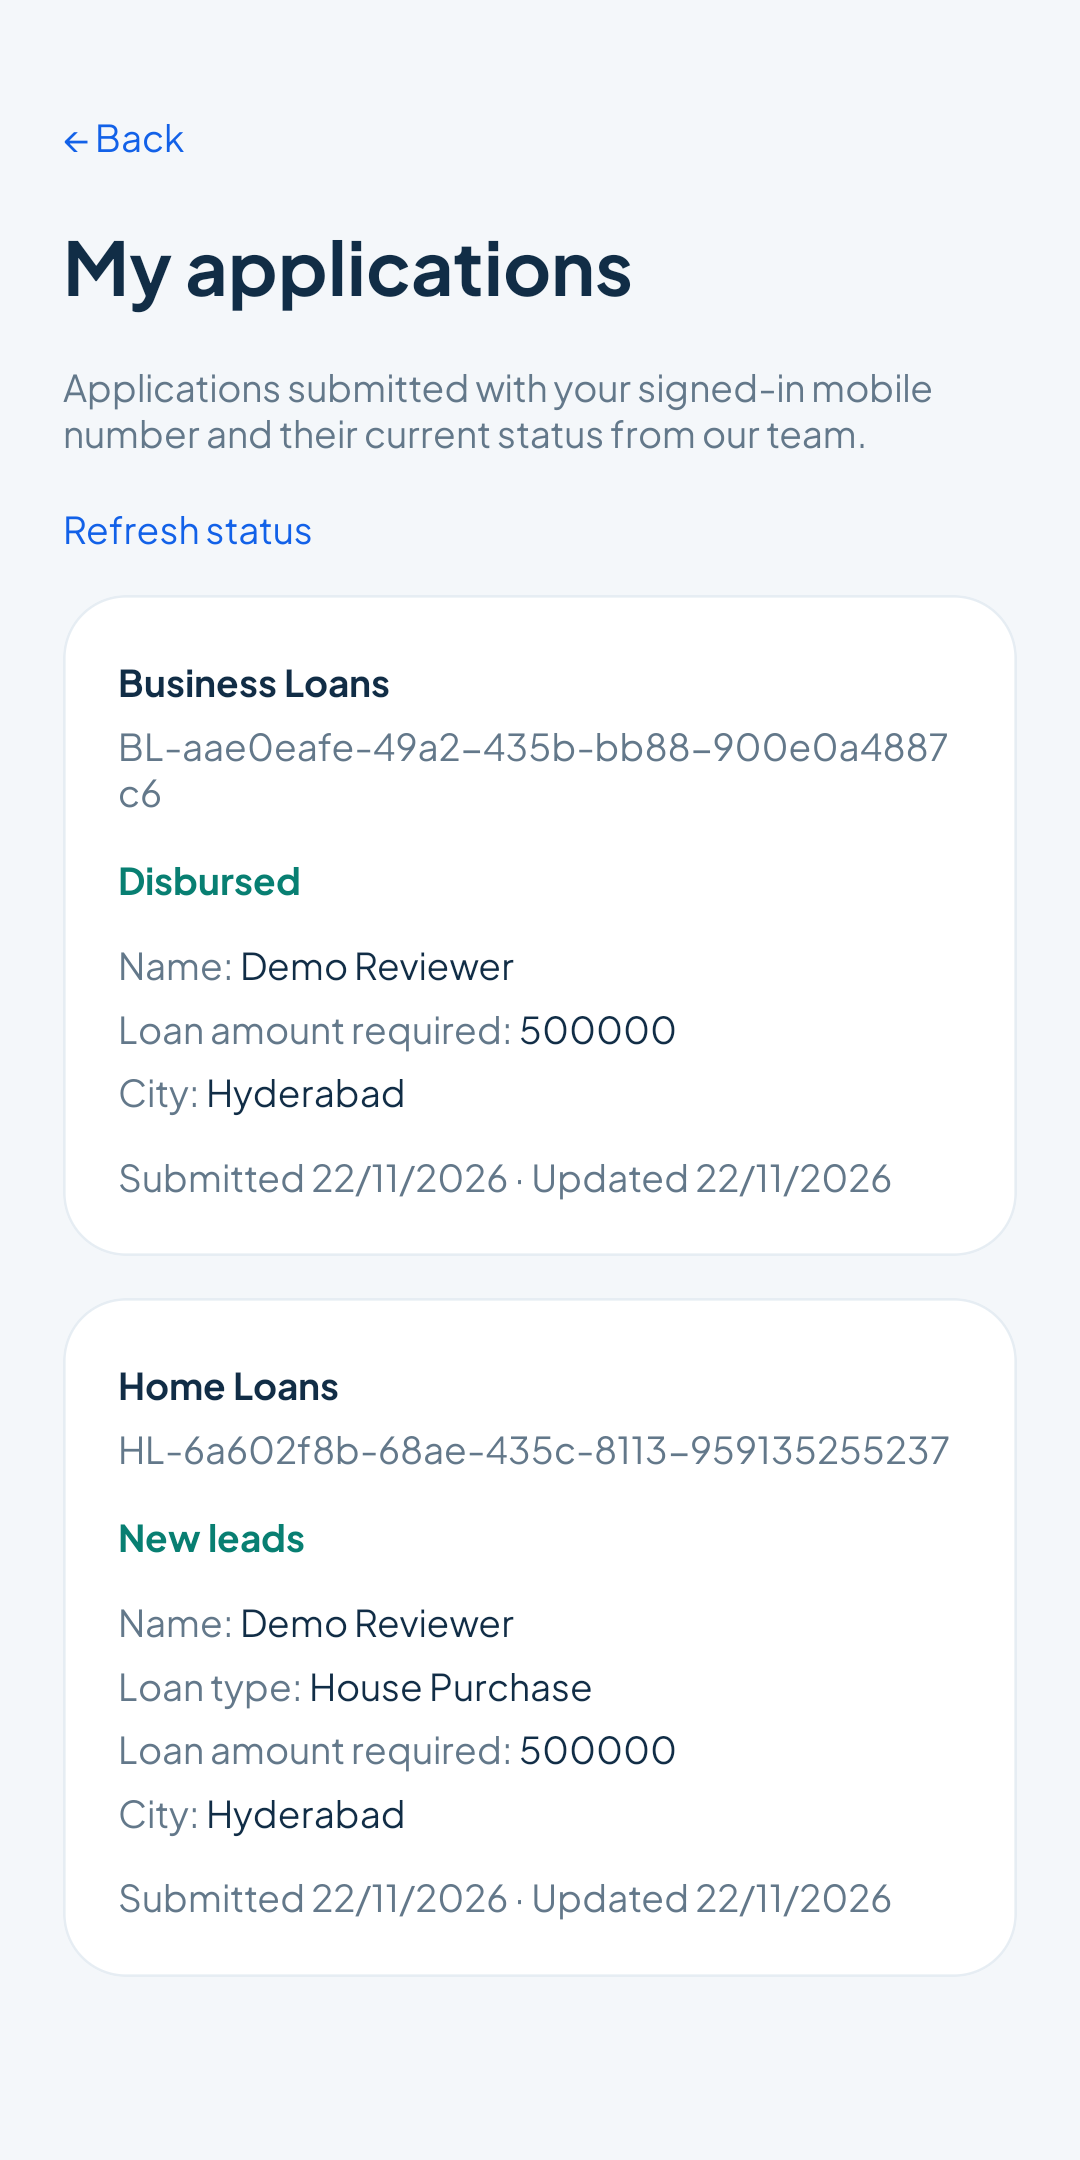 ← Back
My applications
Applications submitted with your signed-in mobile
number and their current status from our team.
Refresh status
Business Loans
BL-aae0eafe-49a2-435b-bb88-900e0a4887
c6
Disbursed
Name: Demo Reviewer
Loan amount required: 500000
City: Hyderabad
Submitted 22/11/2026 · Updated 22/11/2026
Home Loans
HL-6a602f8b-68ae-435c-8113-959135255237
New leads
Name: Demo Reviewer
Loan type: House Purchase
Loan amount required: 500000
City: Hyderabad
Submitted 22/11/2026 · Updated 22/11/2026